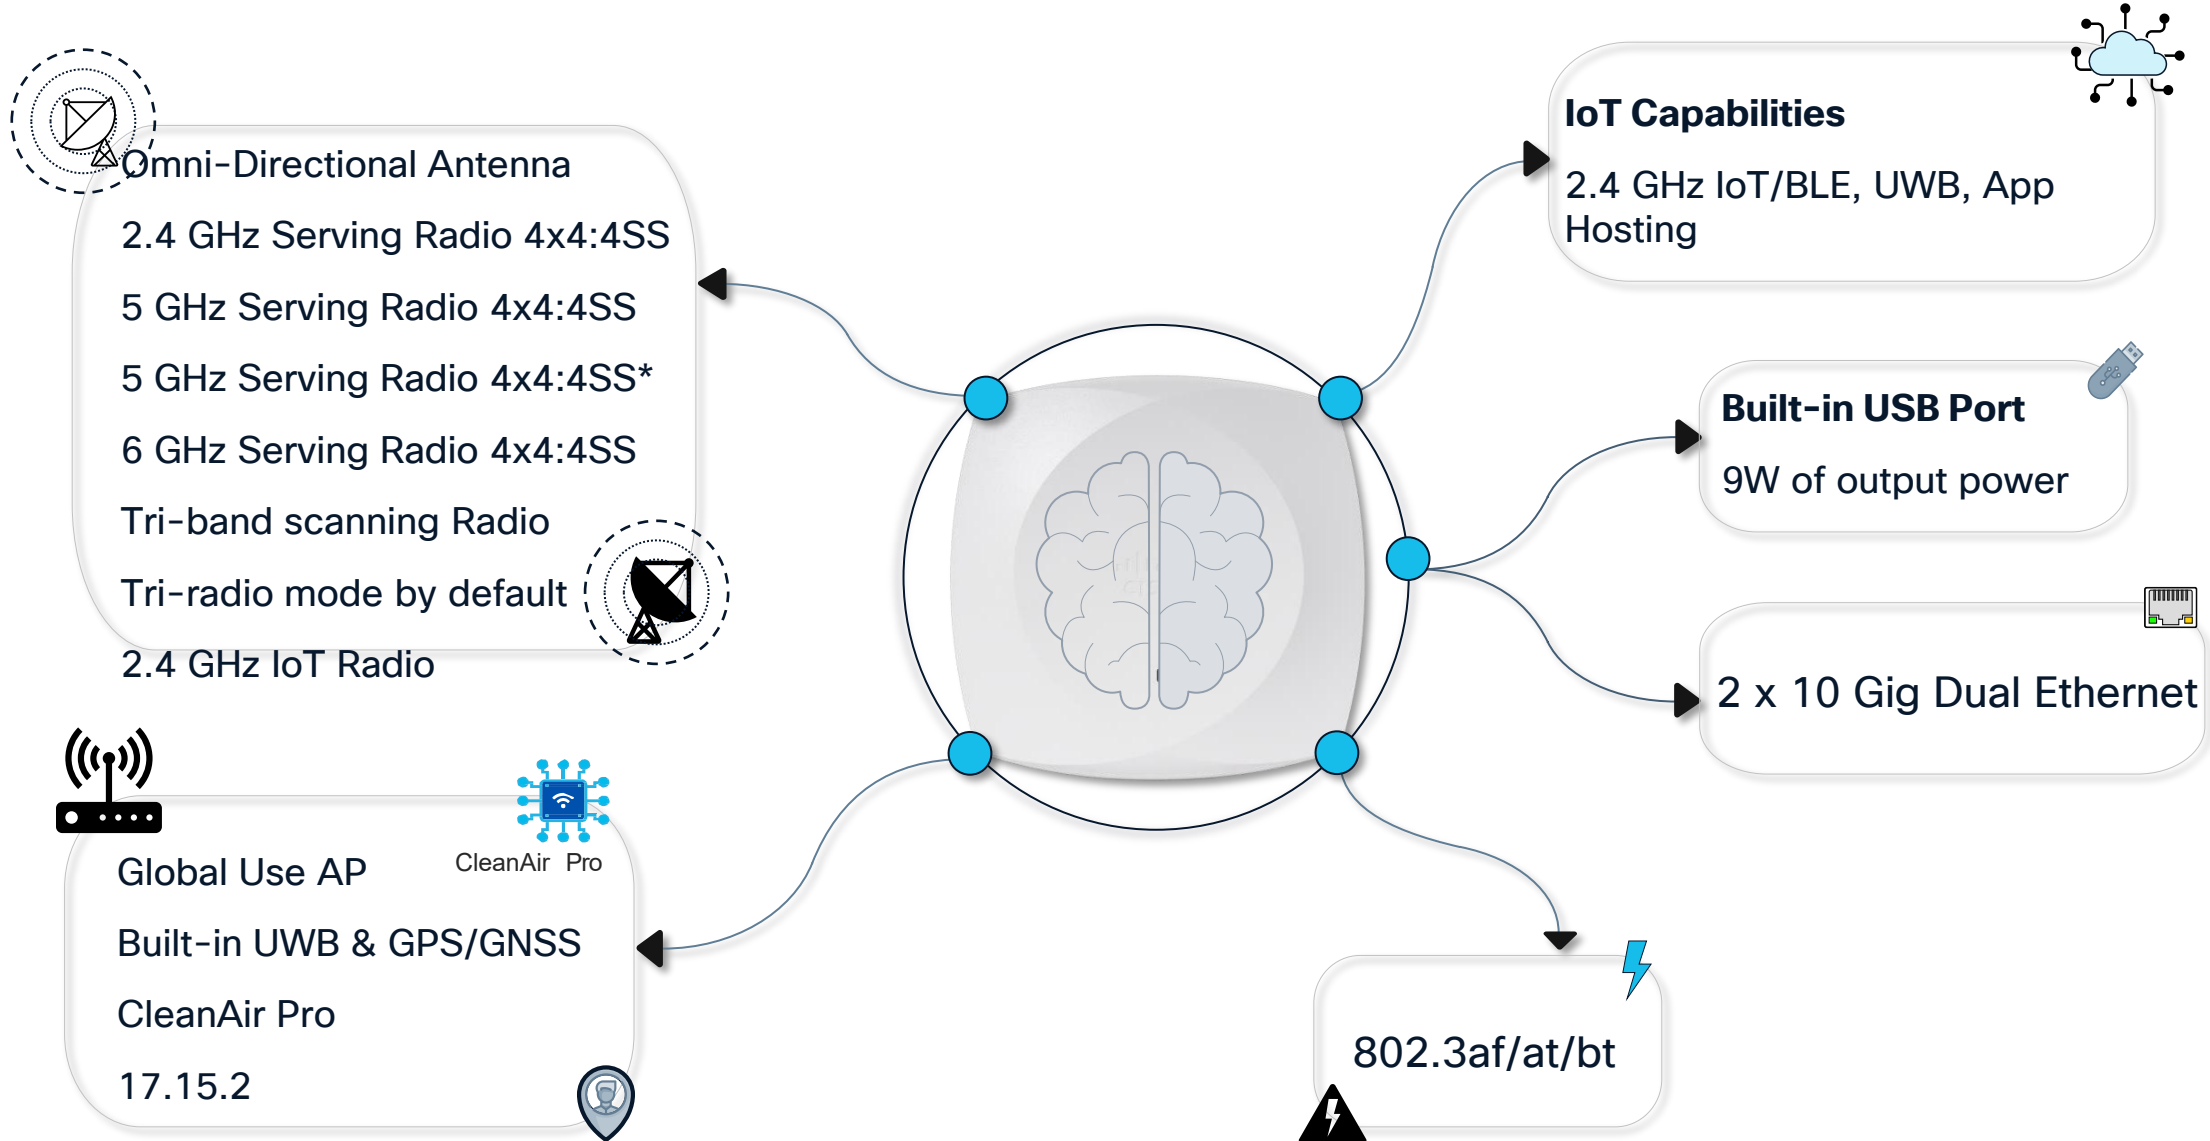 Omni-Directional Antenna
2.4 GHz Serving Radio 4x4:4SS
5 GHz Serving Radio 4x4:4SS
5 GHz Serving Radio 4x4:4SS*
6 GHz Serving Radio 4x4:4SS
Tri-band scanning Radio
Tri-radio mode by default
2.4 GHz IoT Radio
CleanAir Pro
Global Use AP
Built-in UWB & GPS/GNSS
CleanAir Pro
17.15.2
IoT Capabilities
2.4 GHz IoT/BLE, UWB, App
Hosting
Built-in USB Port
9W of output power
2 x 10 Gig Dual Ethernet
802.3af/at/bt